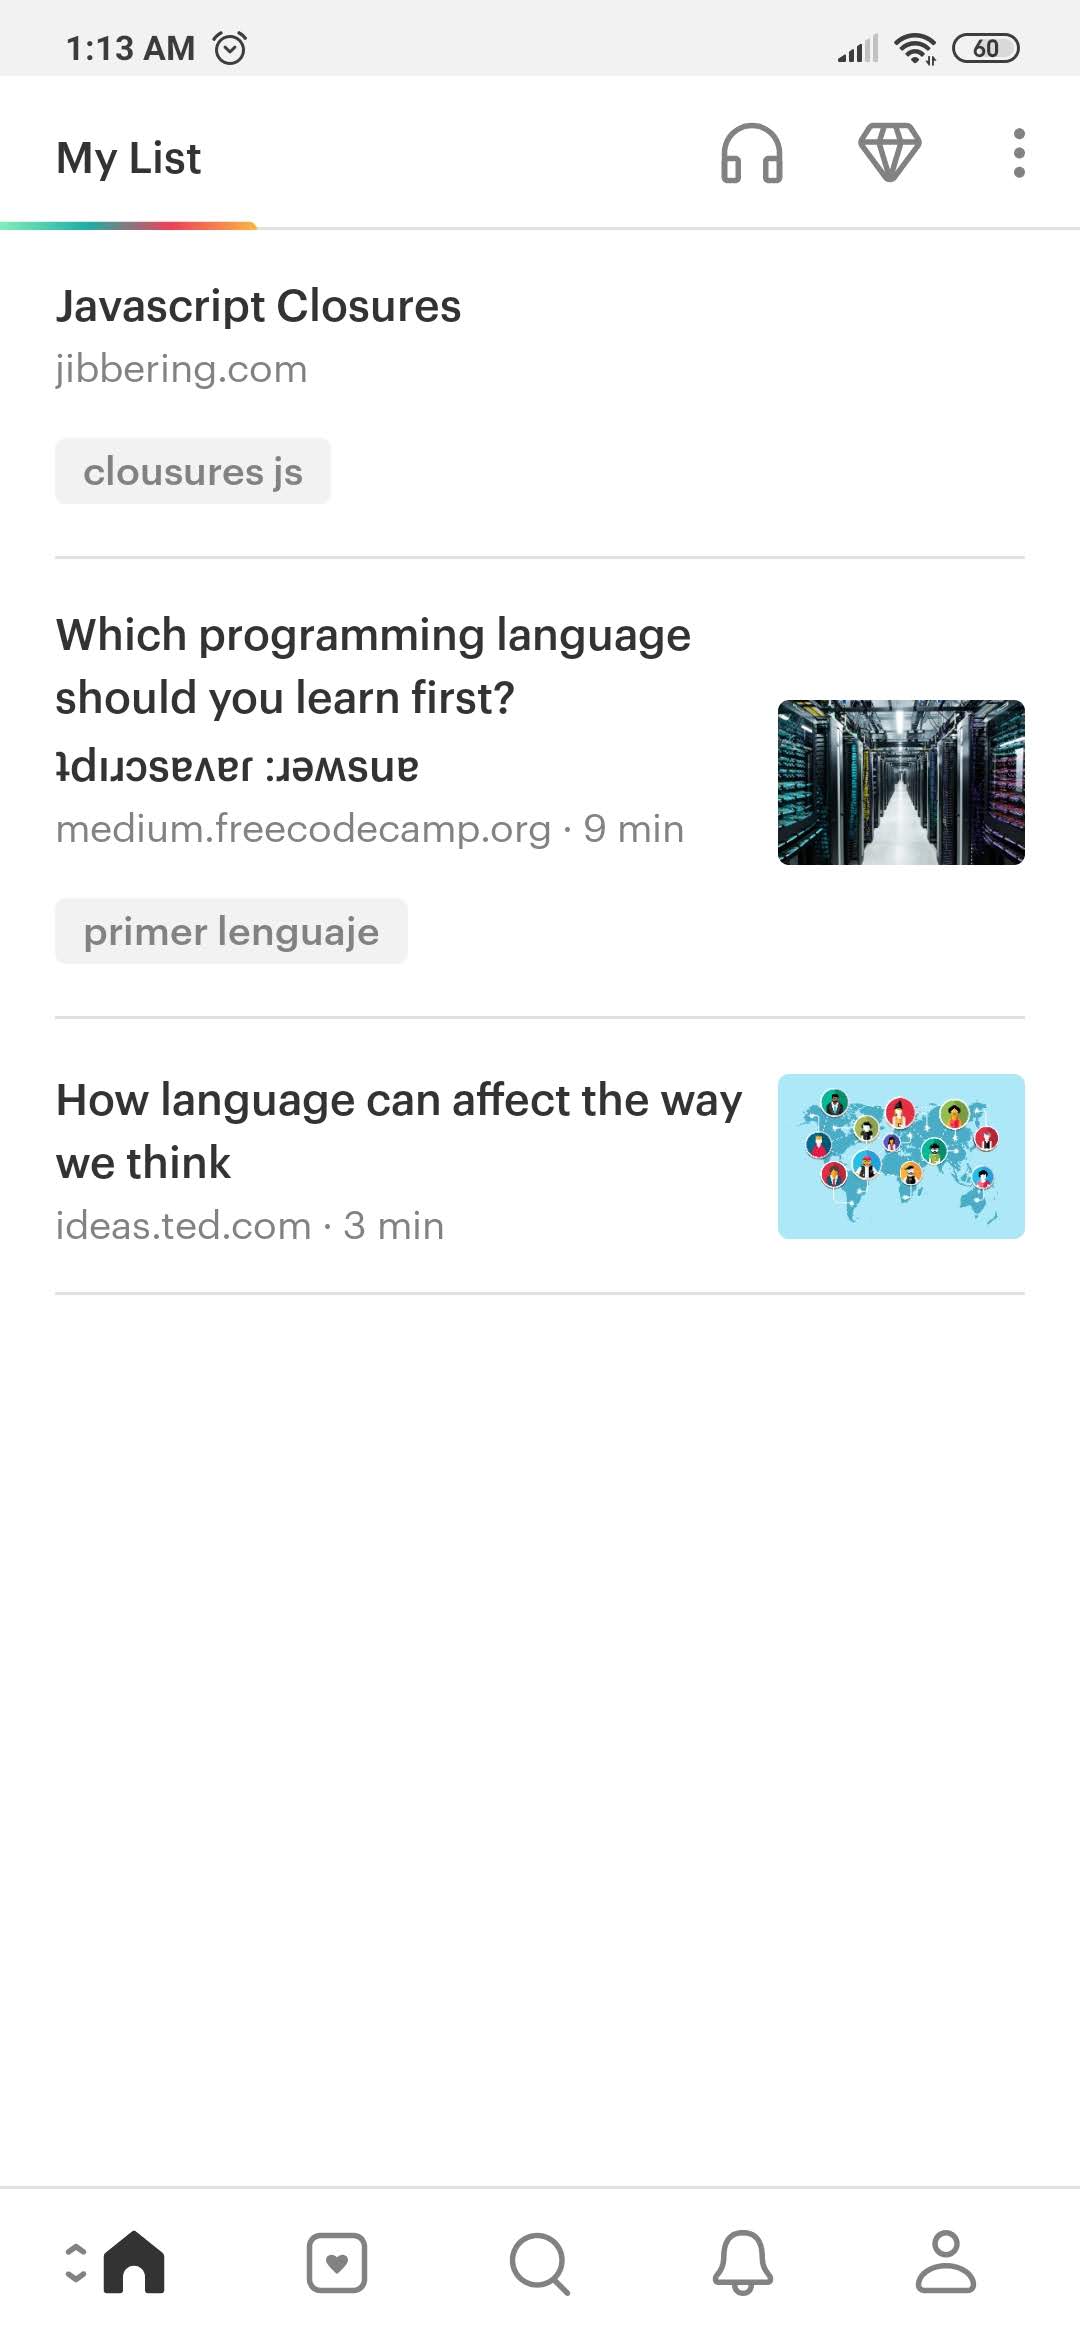 1:13 AM
60
My List
Javascript Closures
jibbering.com
clousures js
Which programming language
should you learn first?
ʇdıɹɔsɐʌɐɾ :ɹǝʍsuɐ
medium.freecodecamp.org · 9 min
primer lenguaje
How language can affect the way
we think
ideas.ted.com · 3 min